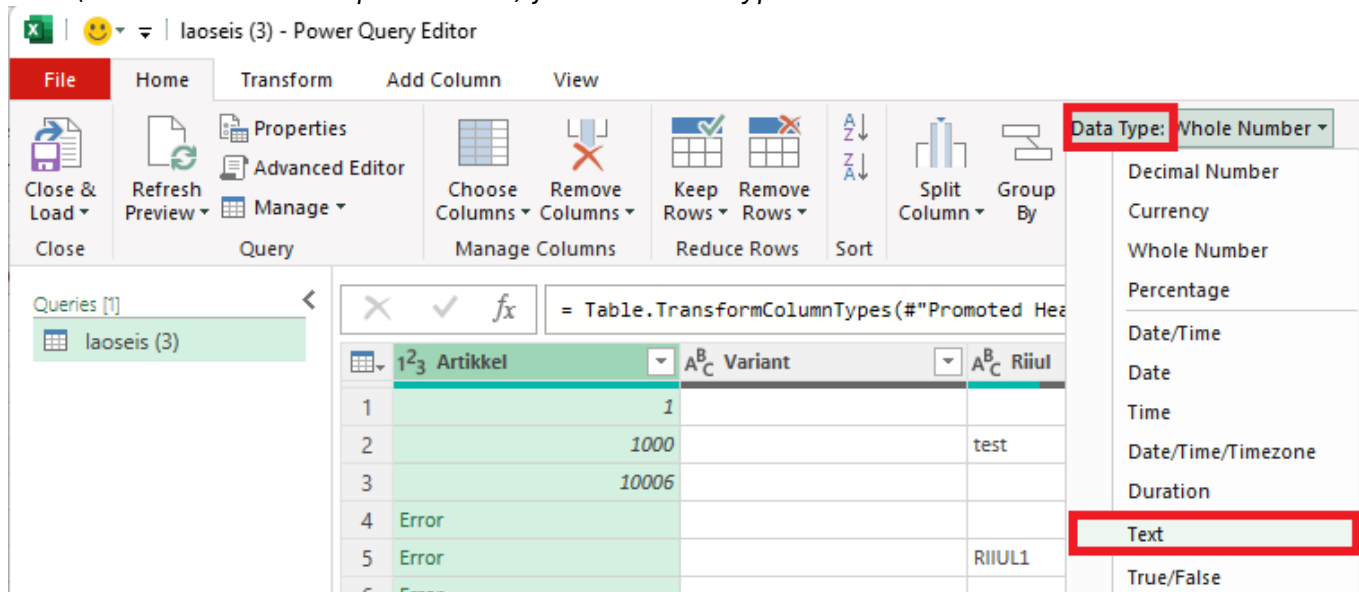 laoseis (3) - Power Query Editor
File Home Transform Add Column View
Properties
Advanced Editor
Manage
Close & Load
Refresh Preview
Choose Columns
Remove Columns
Keep Rows
Remove Rows
Split Column
Group By
Data Type: Whole Number
Close Query Manage Columns Reduce Rows Sort
Decimal Number
Currency
Whole Number
Percentage
Date/Time
Date
Time
Date/Time/Timezone
Duration
Text
True/False
Queries [1]
laoseis (3)
fx = Table.TransformColumnTypes(#"Promoted Hea
123 Artikkel ABC Variant ABC Riiul
1 1
2 1000 test
3 10006
4 Error
5 Error RIIUL1